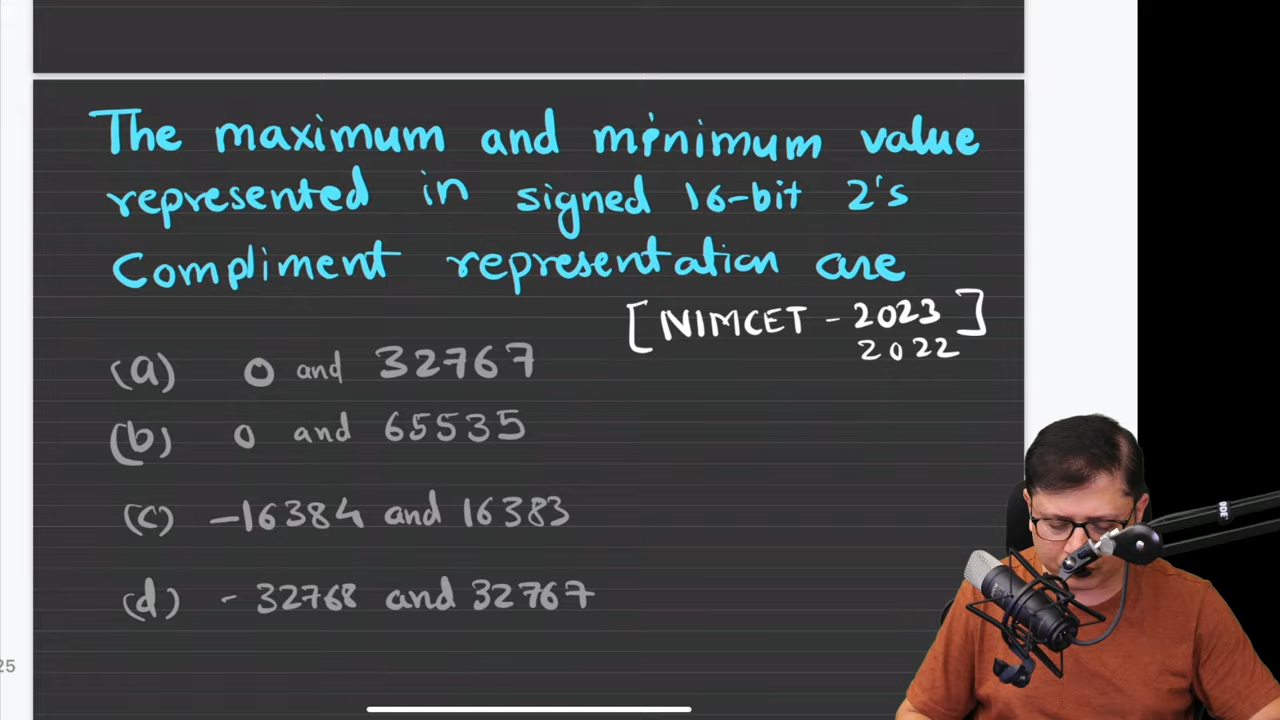 The maximum and minimum value
represented in signed 16-bit 2's
Compliment representation are
[NIMCET - 2023]
2022
(a) 0 and 32767
(b) 0 and 65535
(c) -16384 and 16383
(d) - 32768 and 32767
25